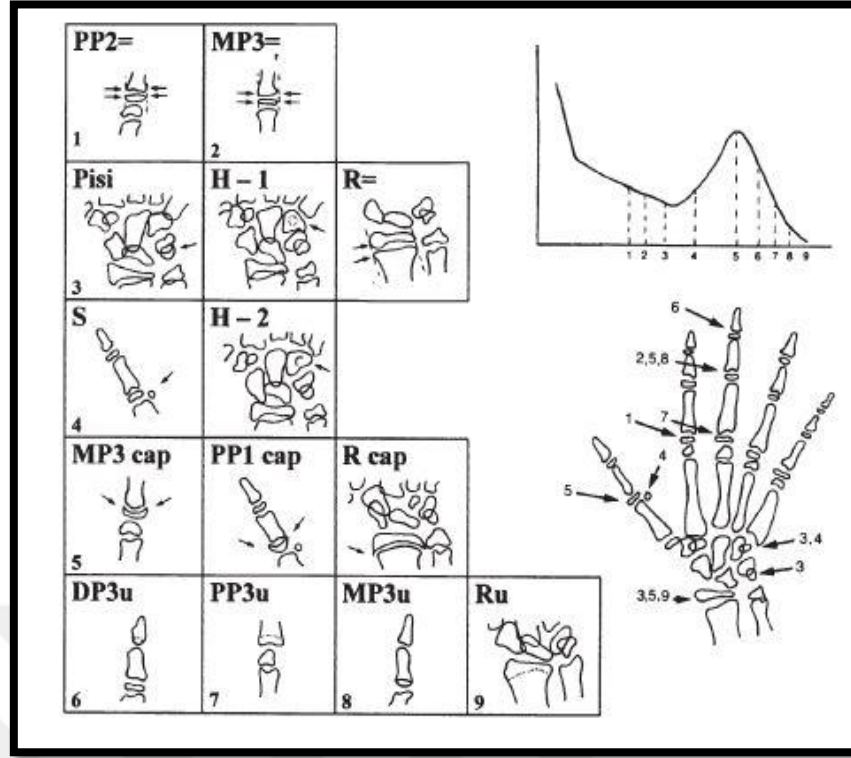 PP2=
1
MP3=
2
Pisi
3
H – 1
R=
S
4
H – 2
MP3 cap
5
PP1 cap
R cap
DP3u
6
PP3u
7
MP3u
8
Ru
9
1 2 3 4 5 6 7 8 9
6
2,5,8
7
1
4
5
3,4
3
3,5,9